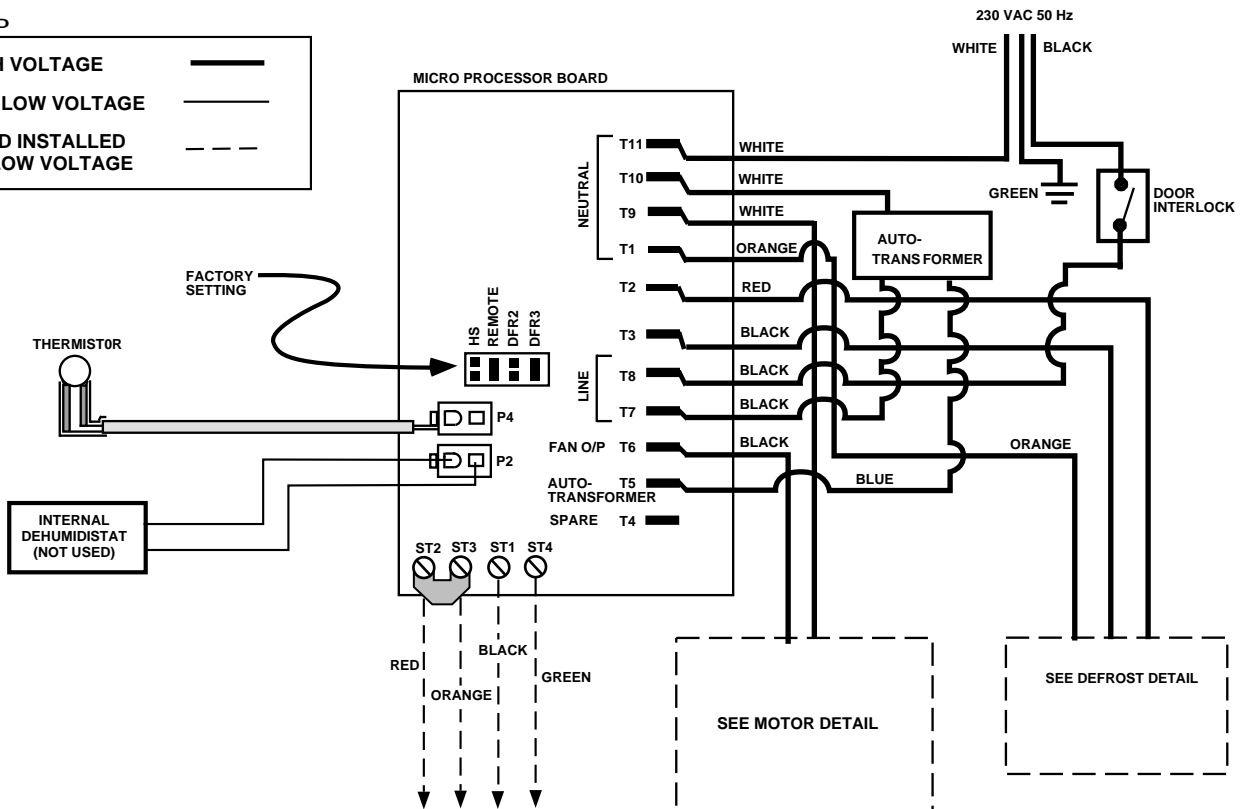 230 VAC 50 Hz
WHITE
BLACK
VOLTAGE
LOW VOLTAGE
INSTALLED
LOW VOLTAGE
MICRO PROCESSOR BOARD
NEUTRAL
T11
WHITE
T10
WHITE
T9
WHITE
T1
ORANGE
T2
RED
T3
BLACK
LINE
T8
BLACK
T7
BLACK
FAN O/P T6
BLACK
AUTO-
TRANSFORMER
T5
BLUE
SPARE T4
GREEN
DOOR
INTERLOCK
AUTO-
TRANSFORMER
ORANGE
FACTORY
SETTING
HS
REMOTE
DFR2
DFR3
THERMIST0R
P4
P2
INTERNAL
DEHUMIDISTAT
(NOT USED)
ST2
ST3
ST1
ST4
RED
ORANGE
BLACK
GREEN
SEE MOTOR DETAIL
SEE DEFROST DETAIL